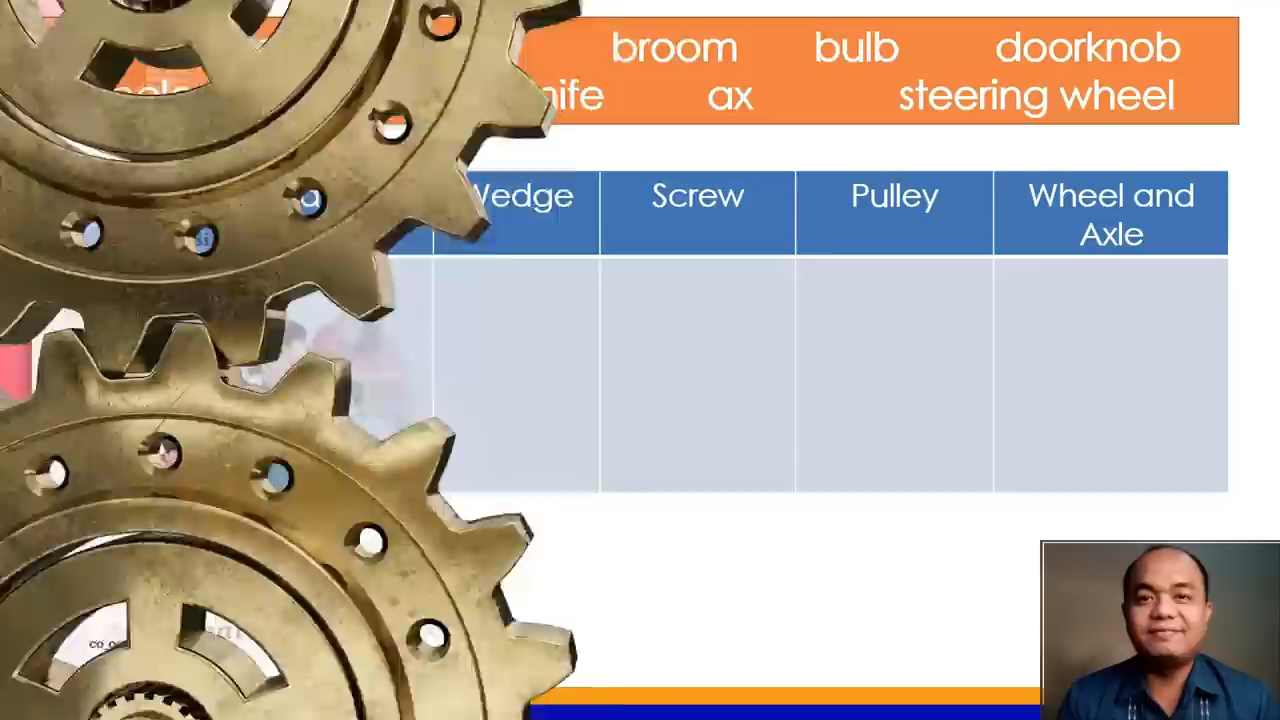 broom bulb doorknob
ax steering wheel
Screw Pulley Wheel and
Axle